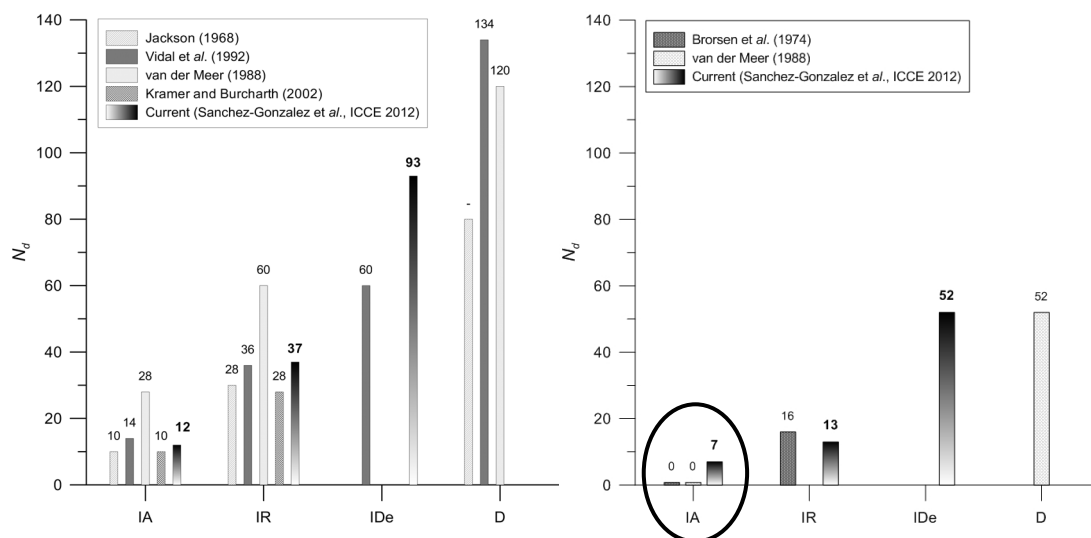 140
120
100
80
60
40
20
0
N_d
Jackson (1968)
Vidal et al. (1992)
van der Meer (1988)
Kramer and Burcharth (2002)
Current (Sanchez-Gonzalez et al., ICCE 2012)
10
14
28
10
12
28
36
60
28
37
60
93
-
134
120
IA
IR
IDe
D
140
120
100
80
60
40
20
0
N_d
Brorsen et al. (1974)
van der Meer (1988)
Current (Sanchez-Gonzalez et al., ICCE 2012)
0
0
7
16
13
52
52
IA
IR
IDe
D